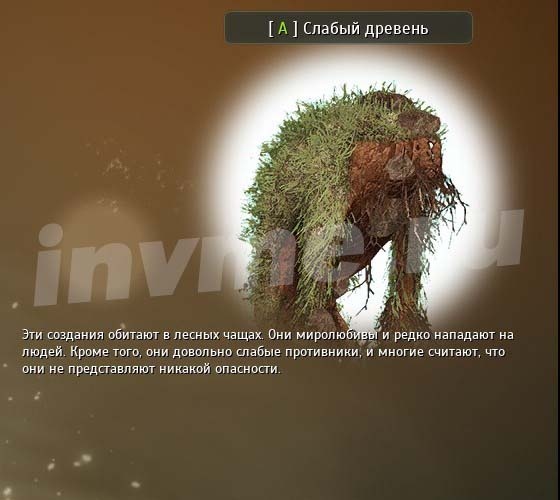 [ A ] Слабый древень
invme.ru
Эти создания обитают в лесных чащах. Они миролюбивы и редко нападают на
людей. Кроме того, они довольно слабые противники, и многие считают, что
они не представляют никакой опасности.